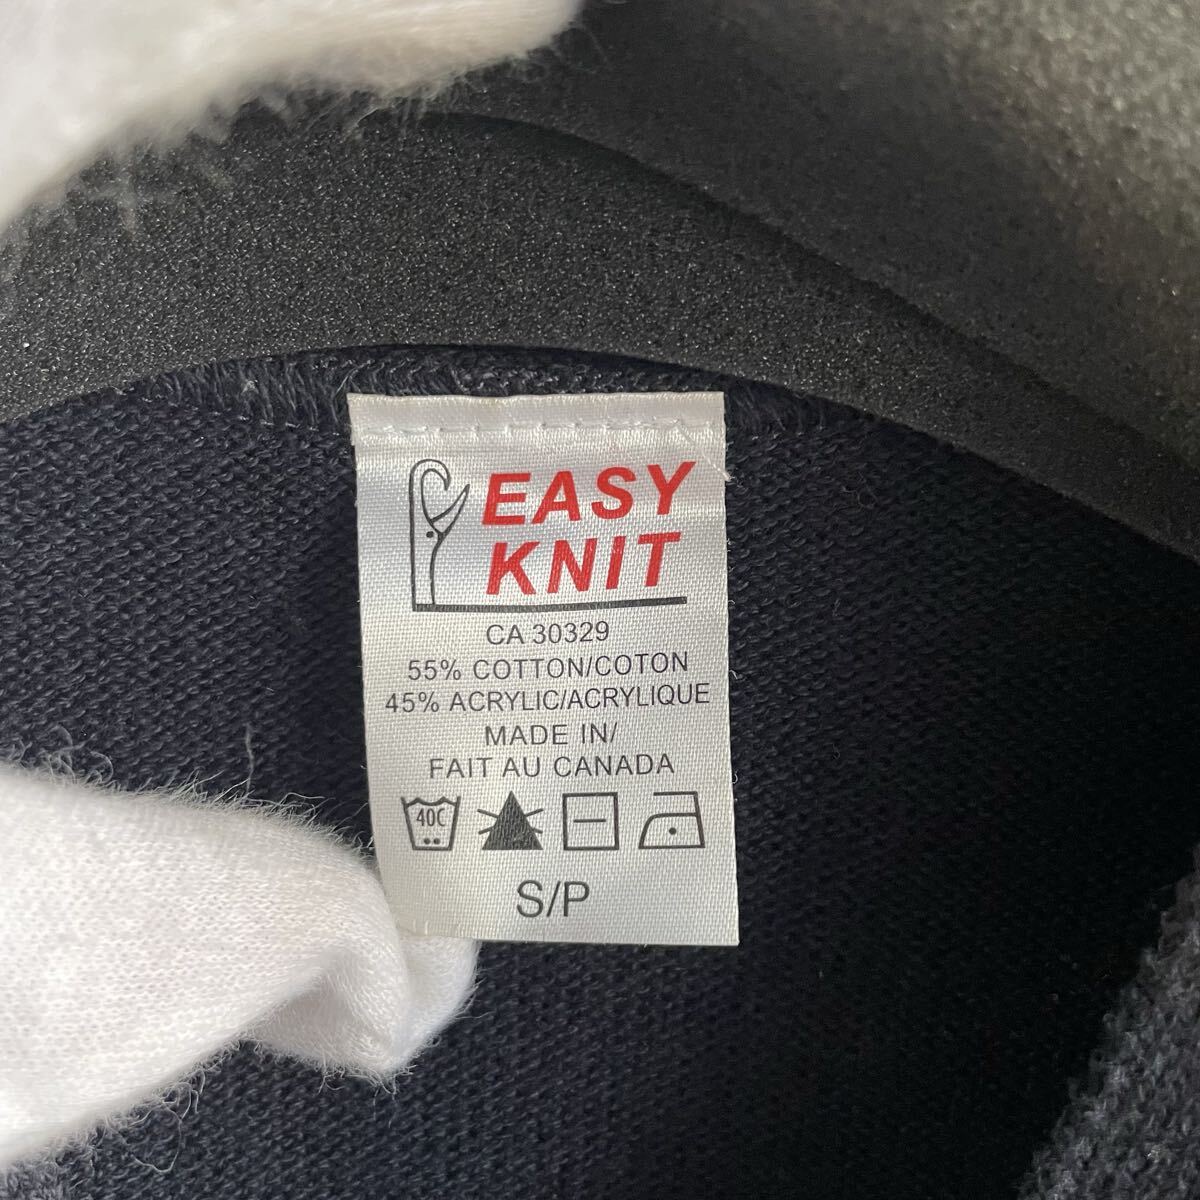 EASY
KNIT
CA 30329
55% COTTON/COTON
45% ACRYLIC/ACRYLIQUE
MADE IN/
FAIT AU CANADA
40C
S/P